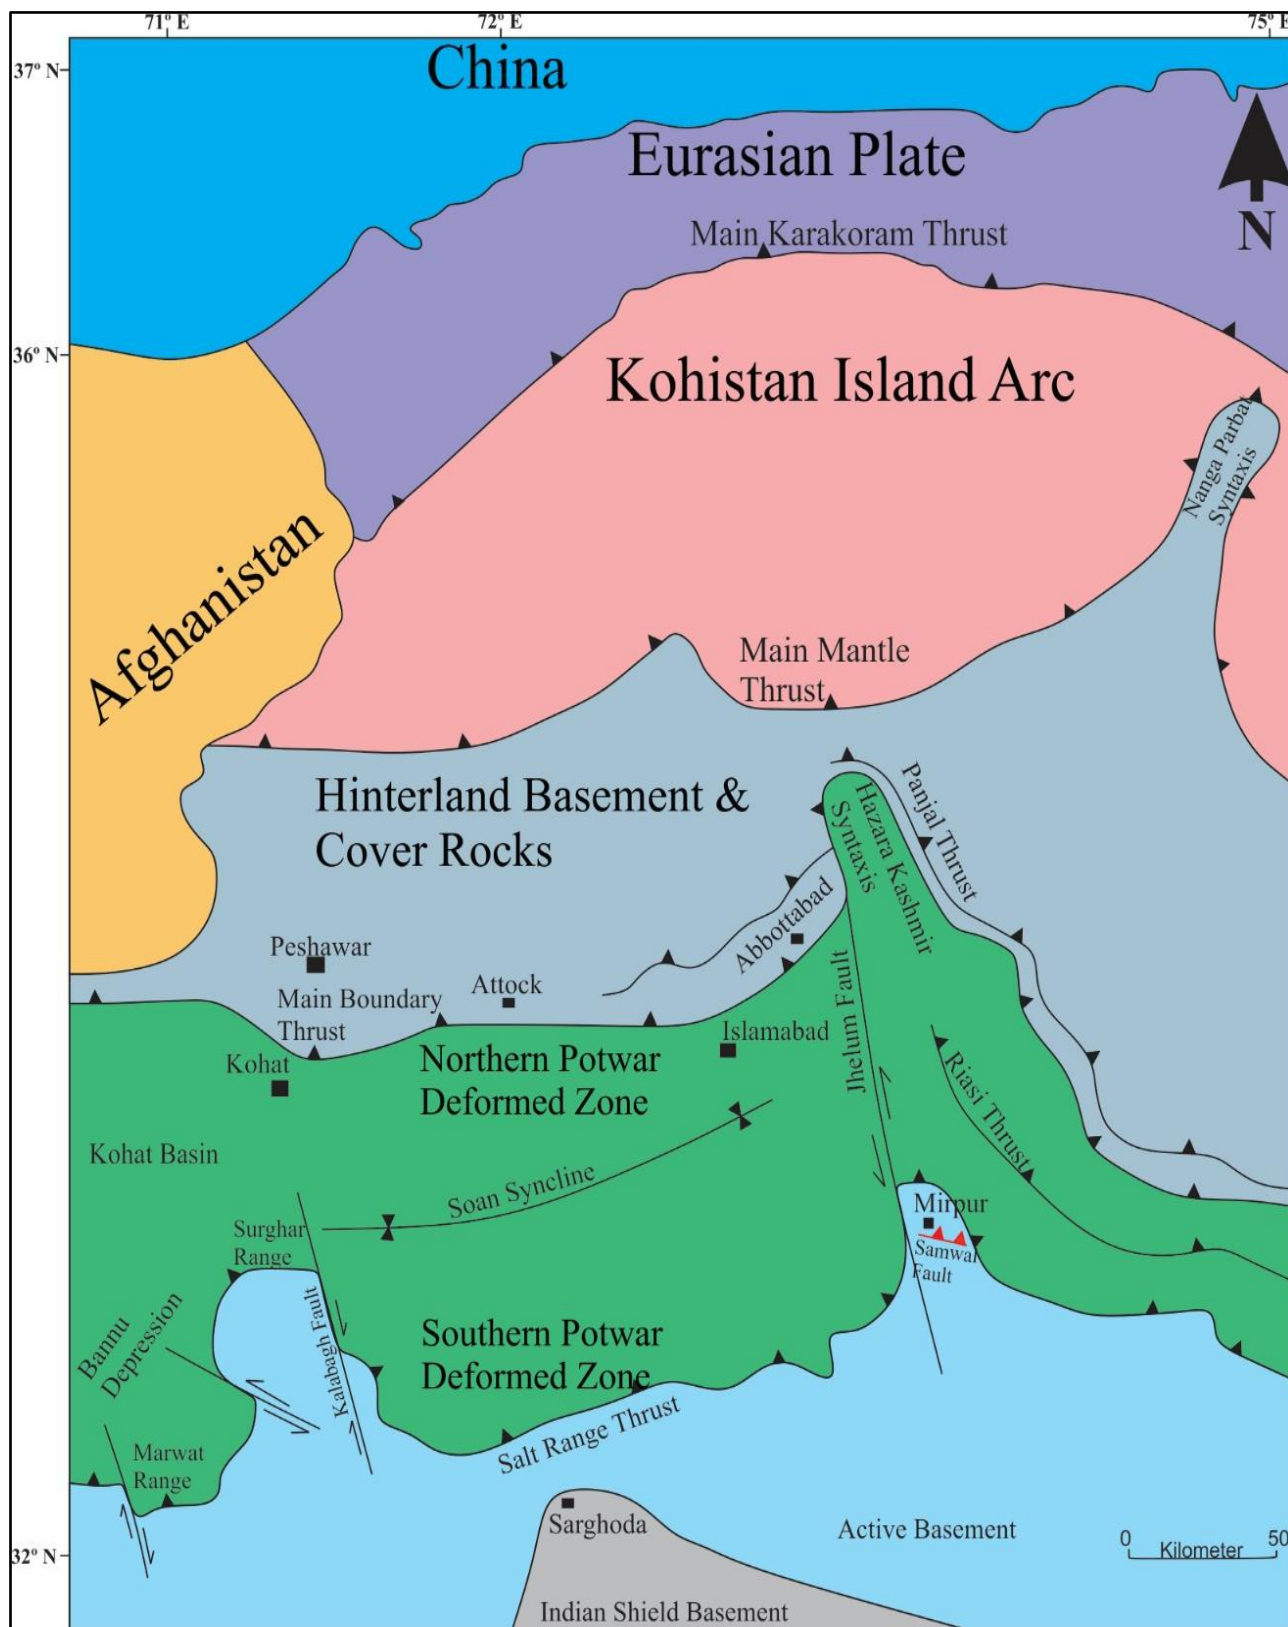 71° E
72° E
75° E
37° N
China
Eurasian Plate
N
Main Karakoram Thrust
36° N
Kohistan Island Arc
Nanga Parbat
Syntaxis
Afghanistan
Main Mantle
Thrust
Hinterland Basement &
Cover Rocks
Panjal Thrust
Hazara Kashmir
Syntaxis
Abbottabad
Peshawar
Attock
Main Boundary
Thrust
Islamabad
Jhelum Fault
Kohat
Northern Potwar
Deformed Zone
Riasi Thrust
Kohat Basin
Soan Syncline
Mirpur
Samwal
Fault
Surghar
Range
Kalabagh Fault
Bannu
Depression
Southern Potwar
Deformed Zone
Salt Range Thrust
Marwat
Range
Sarghoda
Active Basement
32° N
0
50
Kilometer
Indian Shield Basement